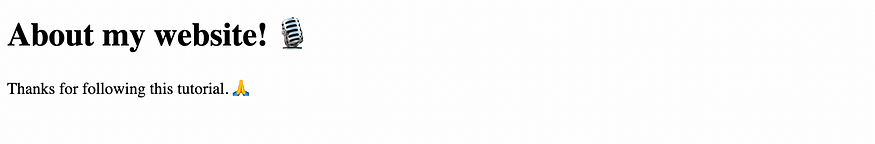 About my website! 🎙️
Thanks for following this tutorial. 🙏